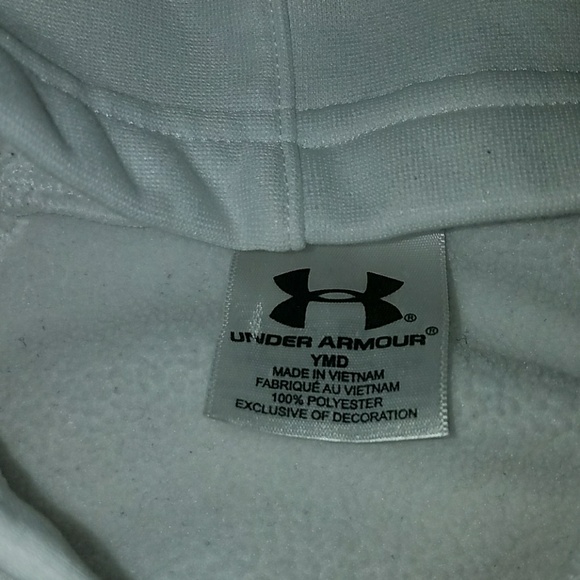 ®
UNDER ARMOUR®
YMD
MADE IN VIETNAM
FABRIQUÉ AU VIETNAM
100% POLYESTER
EXCLUSIVE OF DECORATION